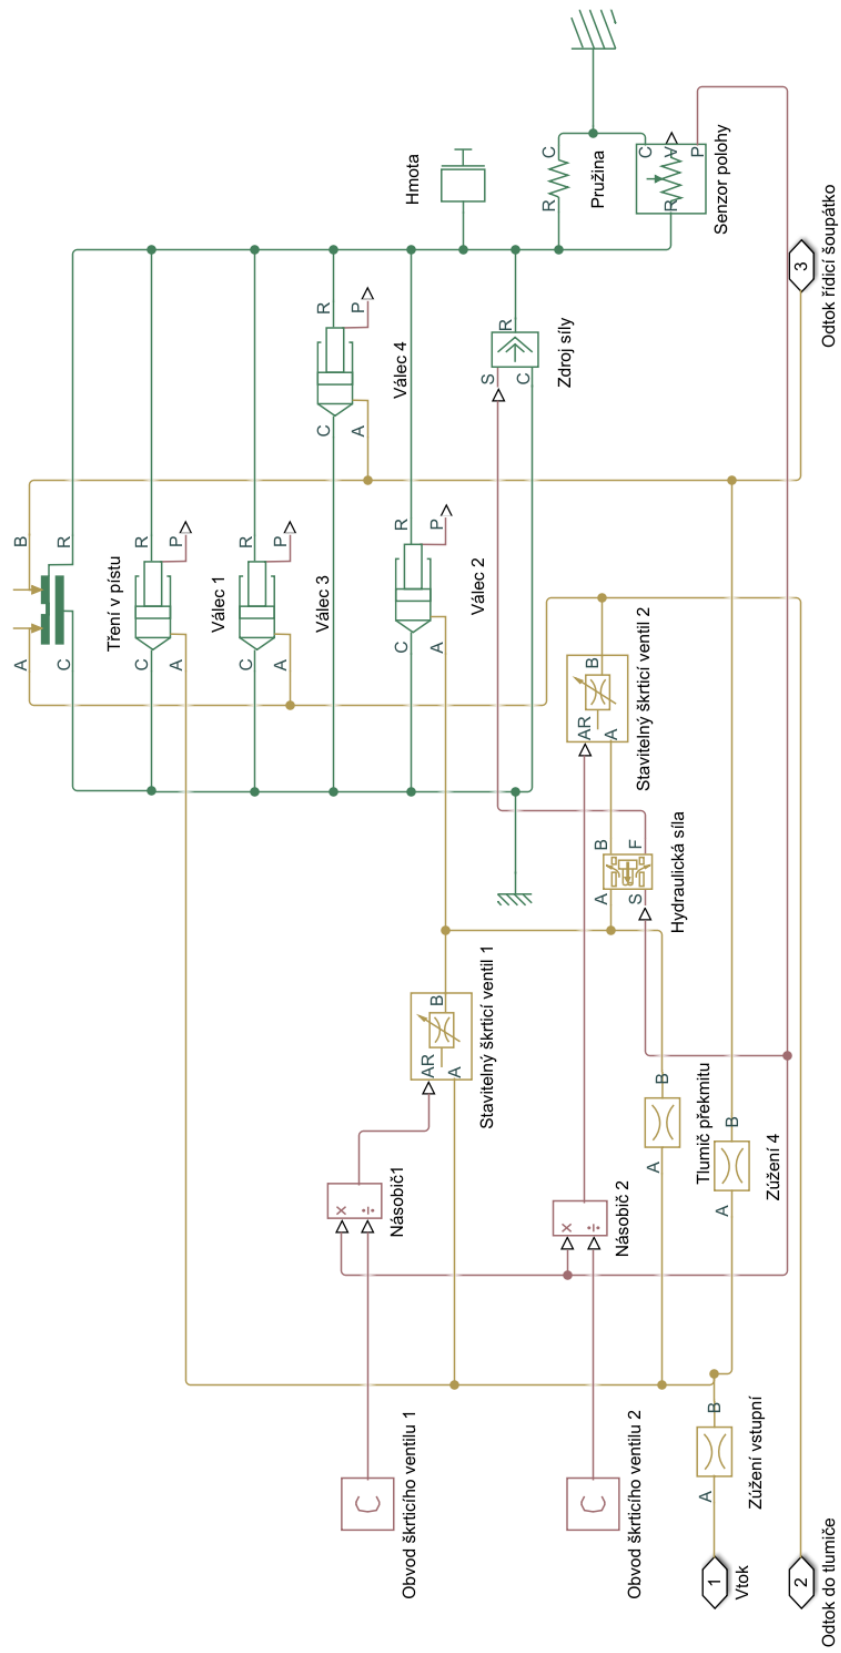 A
B
C
R
Tření v pístu
C
R
A
P
Válec 1
C
R
A
P
Válec 3
C
R
A
P
Válec 4
×
÷
Násobič1
C
Obvod škrticího ventilu 1
Hmota
C
R
A
P
Válec 2
AR
B
A
Stavitelný škrticí ventil 1
S
R
C
Zdroj síly
R
C
Pružina
×
÷
Násobič 2
C
Obvod škrticího ventilu 2
AR
B
A
Stavitelný škrticí ventil 2
A
B
S
F
Hydraulická síla
C
R
V
P
Senzor polohy
A
B
Tlumič překmitu
A
B
Zúžení 4
A
B
Zúžení vstupní
1
Vtok
2
Odtok do tlumiče
3
Odtok řídicí šoupátko